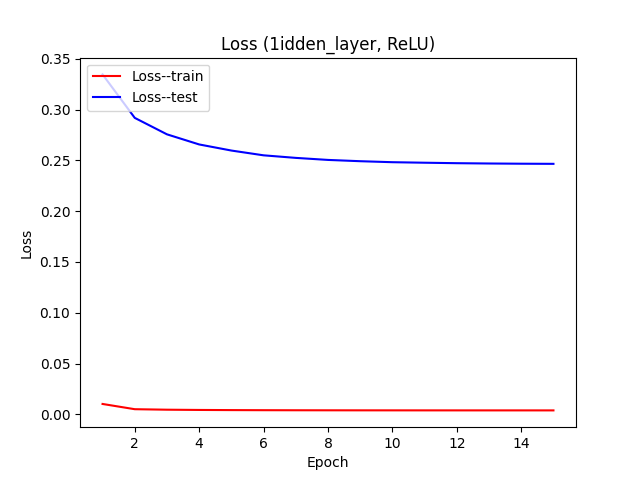 Loss (1idden_layer, ReLU)
Loss--train
Loss--test
0.35
0.30
0.25
0.20
0.15
0.10
0.05
0.00
Loss
2 4 6 8 10 12 14
Epoch